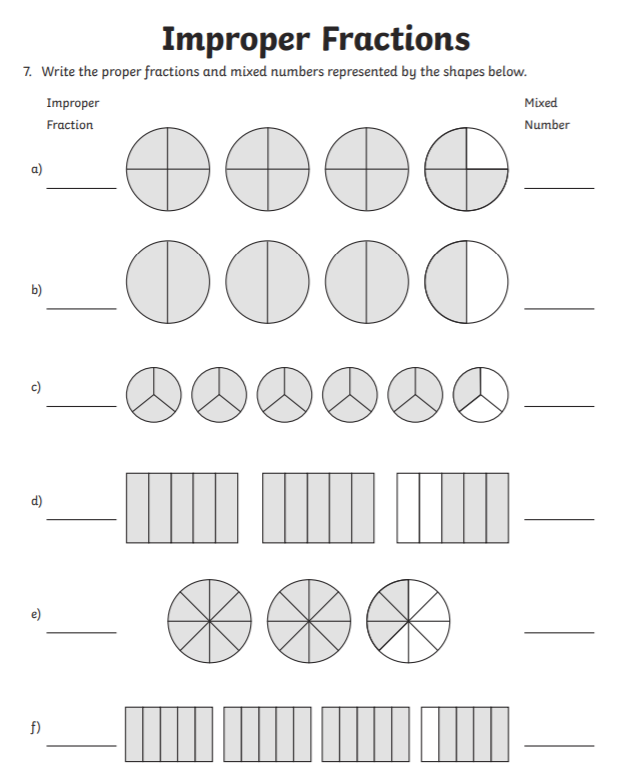 Improper Fractions
7. Write the proper fractions and mixed numbers represented by the shapes below.
Improper
Fraction
Mixed
Number
a)
b)
c)
d)
e)
f)